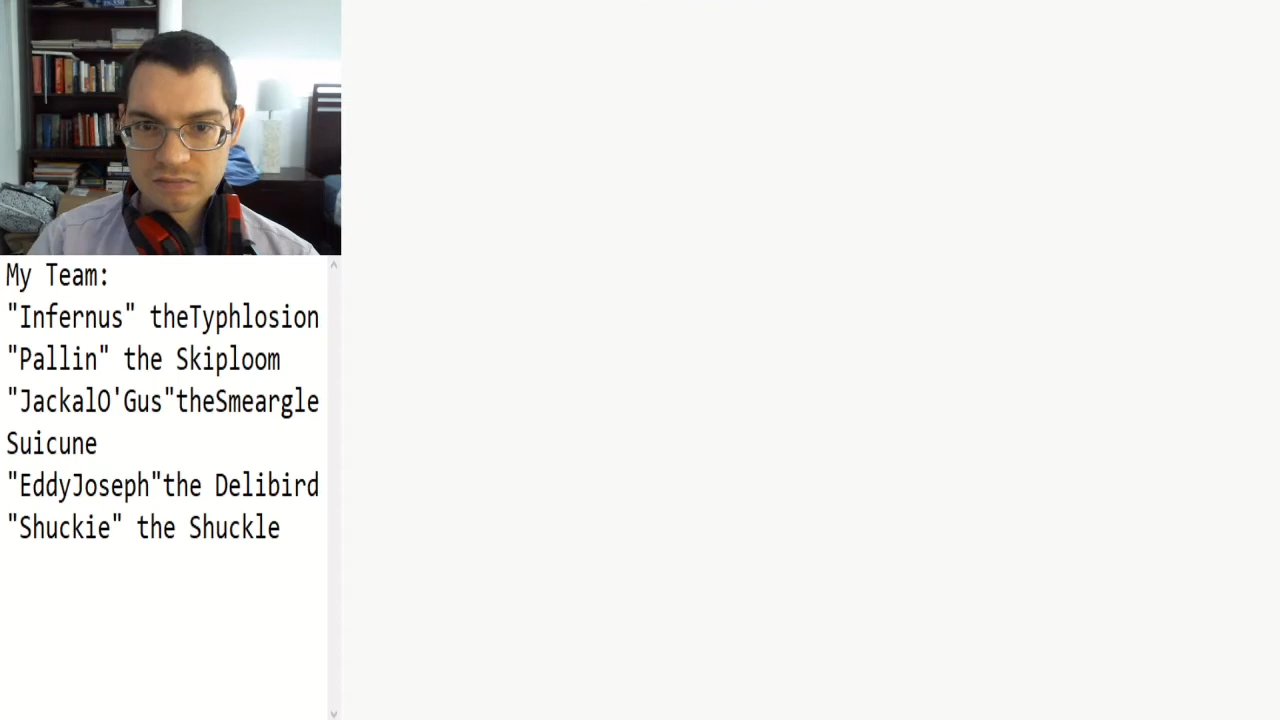 My Team:
"Infernus" theTyphlosion
"Pallin" the Skiploom
"JackalO'Gus"theSmeargle
Suicune
"EddyJoseph"the Delibird
"Shuckie" the Shuckle